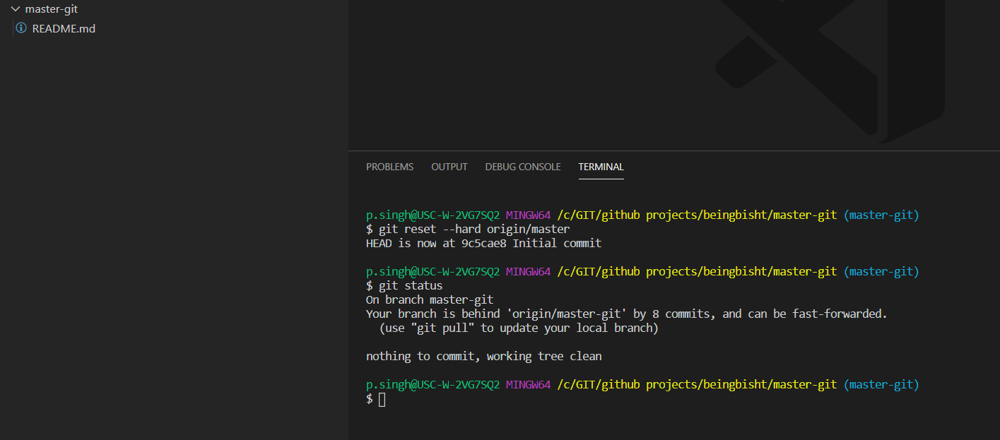 master-git
README.md
PROBLEMS OUTPUT DEBUG CONSOLE TERMINAL
p.singh@USC-W-2VG7SQ2 MINGW64 /c/GIT/github projects/beingbisht/master-git (master-git)
$ git reset --hard origin/master
HEAD is now at 9c5cae8 Initial commit
p.singh@USC-W-2VG7SQ2 MINGW64 /c/GIT/github projects/beingbisht/master-git (master-git)
$ git status
On branch master-git
Your branch is behind 'origin/master-git' by 8 commits, and can be fast-forwarded.
(use "git pull" to update your local branch)
nothing to commit, working tree clean
p.singh@USC-W-2VG7SQ2 MINGW64 /c/GIT/github projects/beingbisht/master-git (master-git)
$